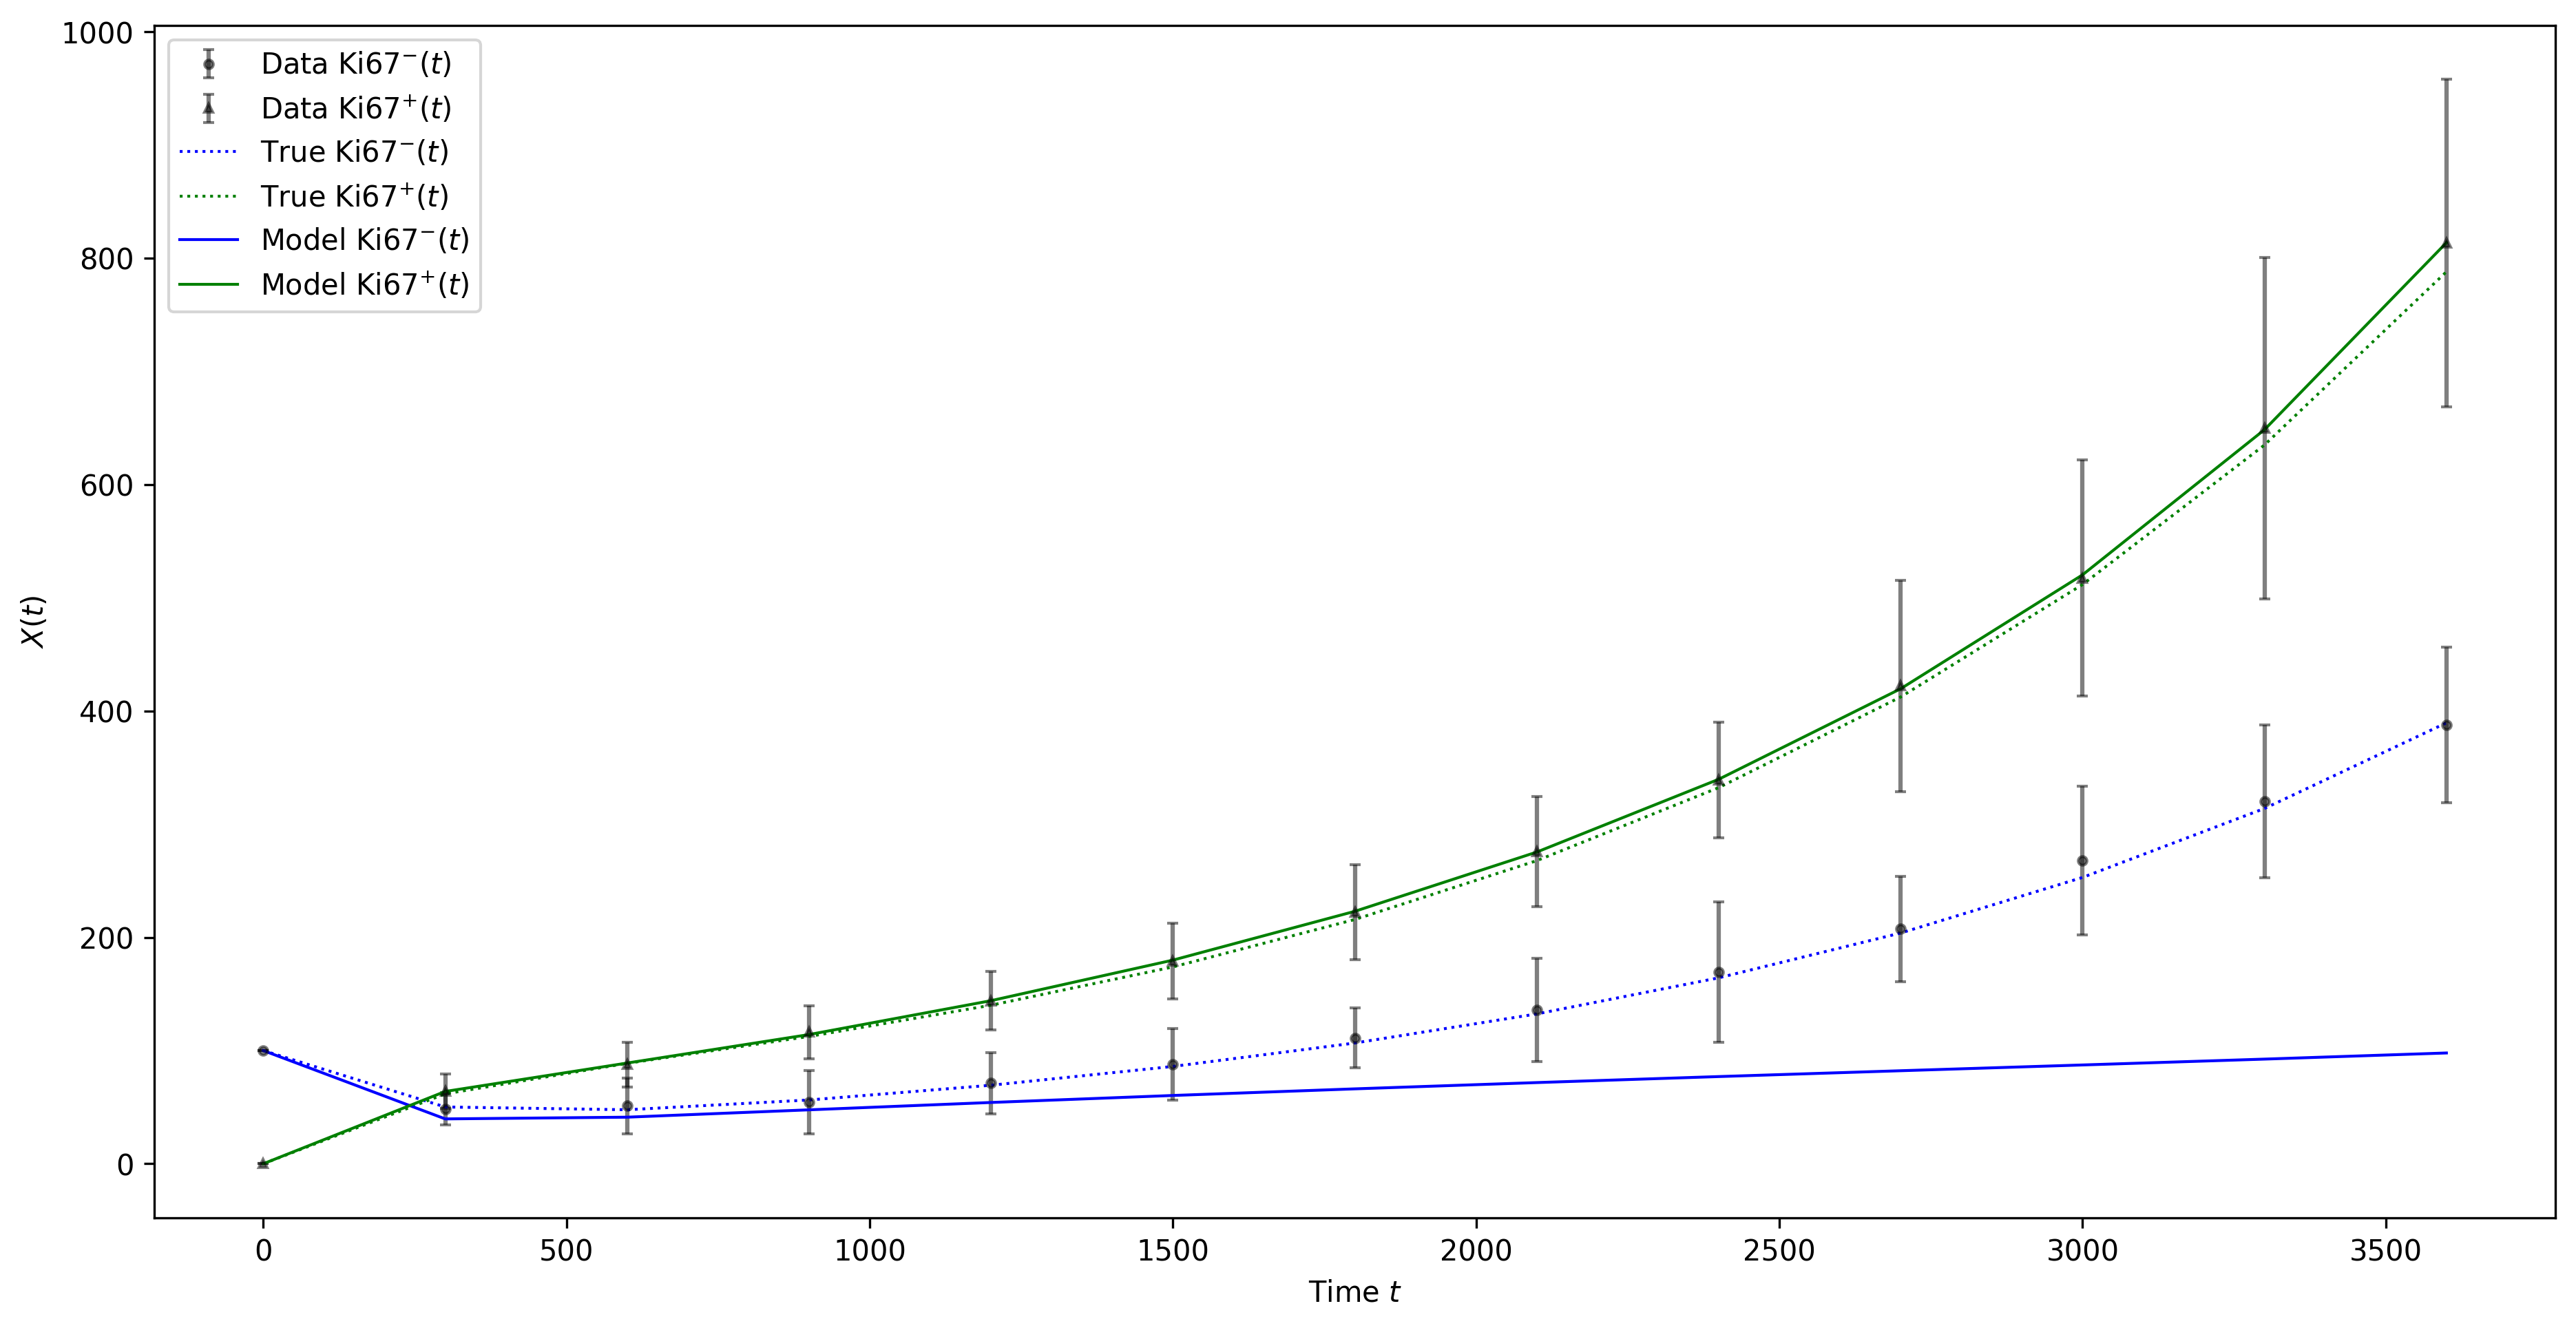 1000
800
600
400
200
0
X(t)
Data Ki67⁻(t)
Data Ki67⁺(t)
True Ki67⁻(t)
True Ki67⁺(t)
Model Ki67⁻(t)
Model Ki67⁺(t)
0 500 1000 1500 2000 2500 3000 3500
Time t